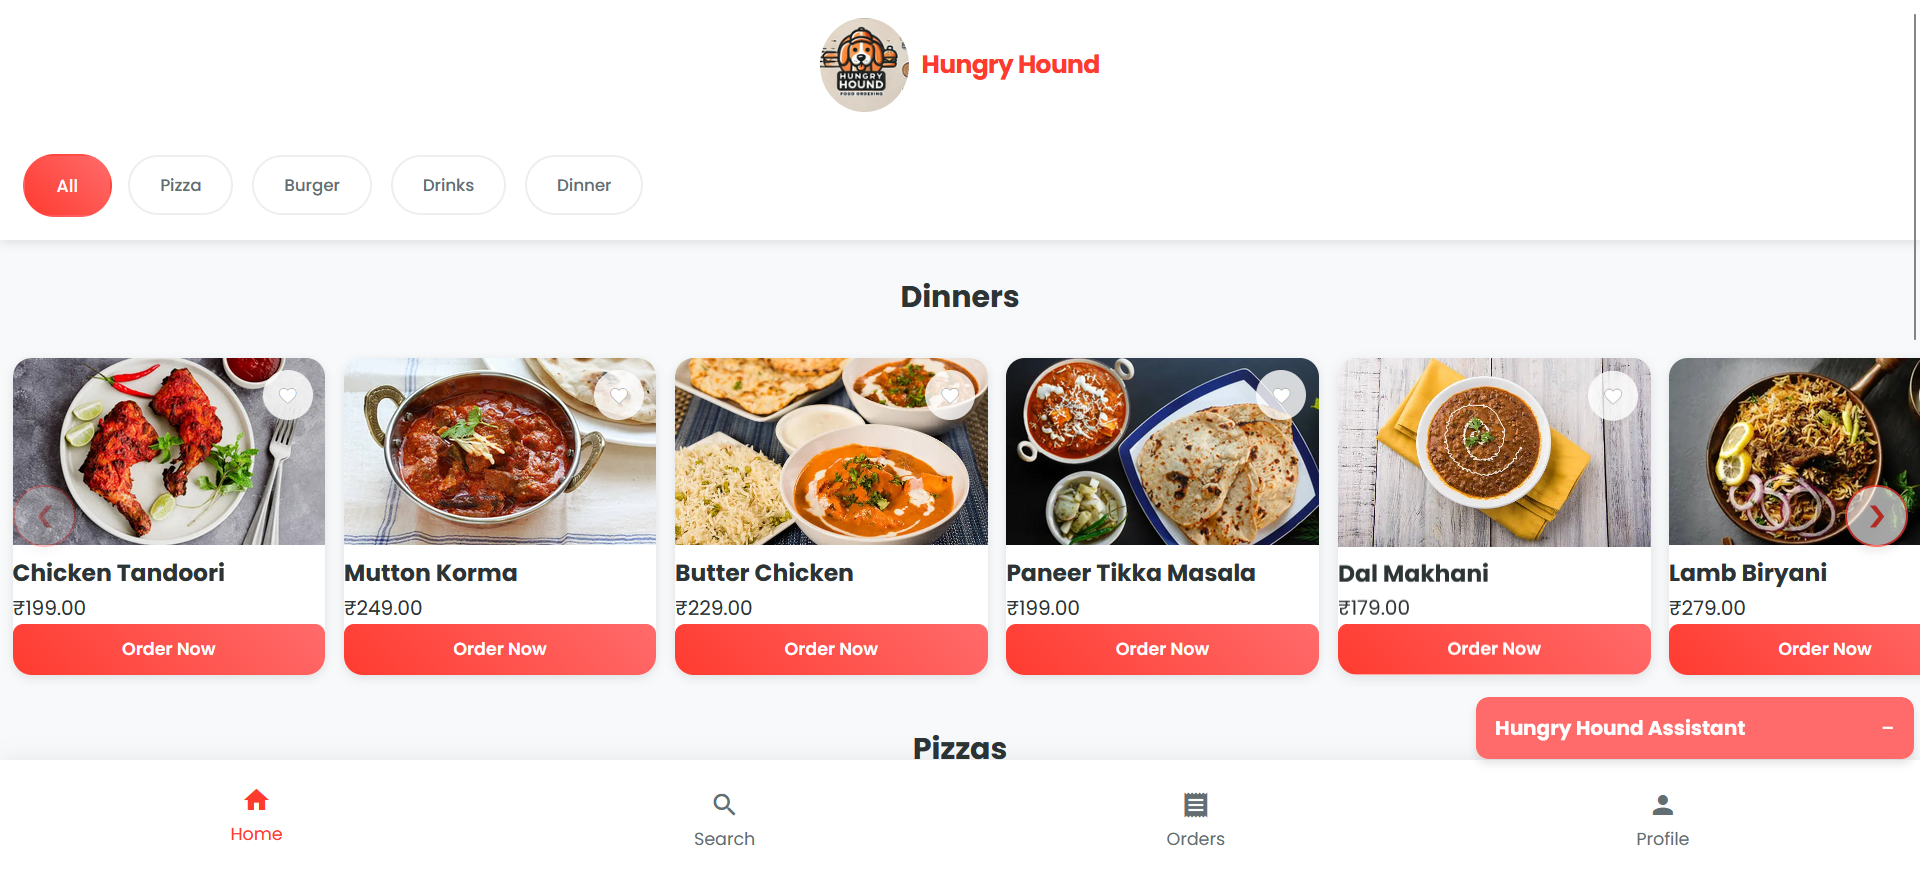 HUNGRY
HOUND
FOOD ORDERING
Hungry Hound
All
Pizza
Burger
Drinks
Dinner
Dinners
Chicken Tandoori
₹199.00
Order Now
Mutton Korma
₹249.00
Order Now
Butter Chicken
₹229.00
Order Now
Paneer Tikka Masala
₹199.00
Order Now
Dal Makhani
₹179.00
Order Now
Lamb Biryani
₹279.00
Order Now
Pizzas
Hungry Hound Assistant −
Home
Search
Orders
Profile